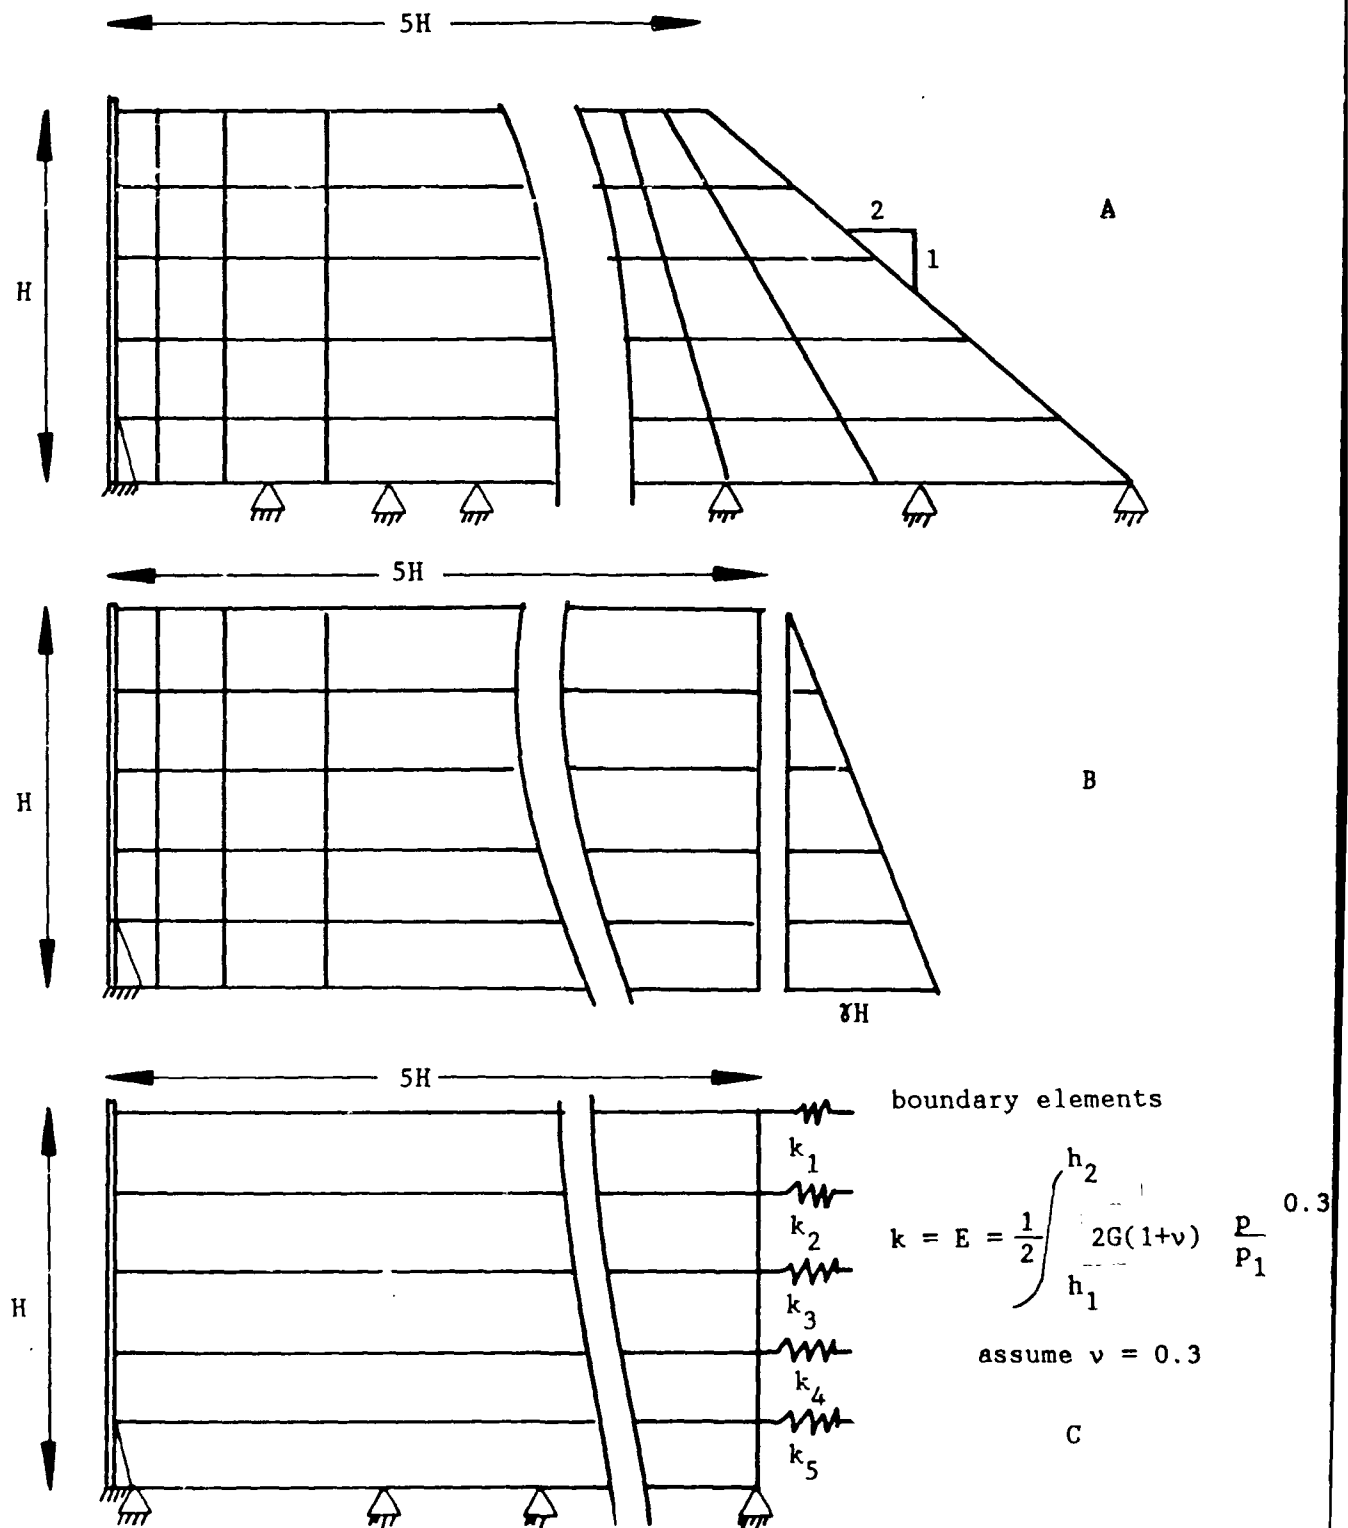 5H
H
2
1
A
5H
H
B
γH
5H
H
k1
k2
k3
k4
k5
boundary elements
k = E = 1/2 ∫ h2 h1 2G(1+ν) p/p1 0.3
assume ν = 0.3
C